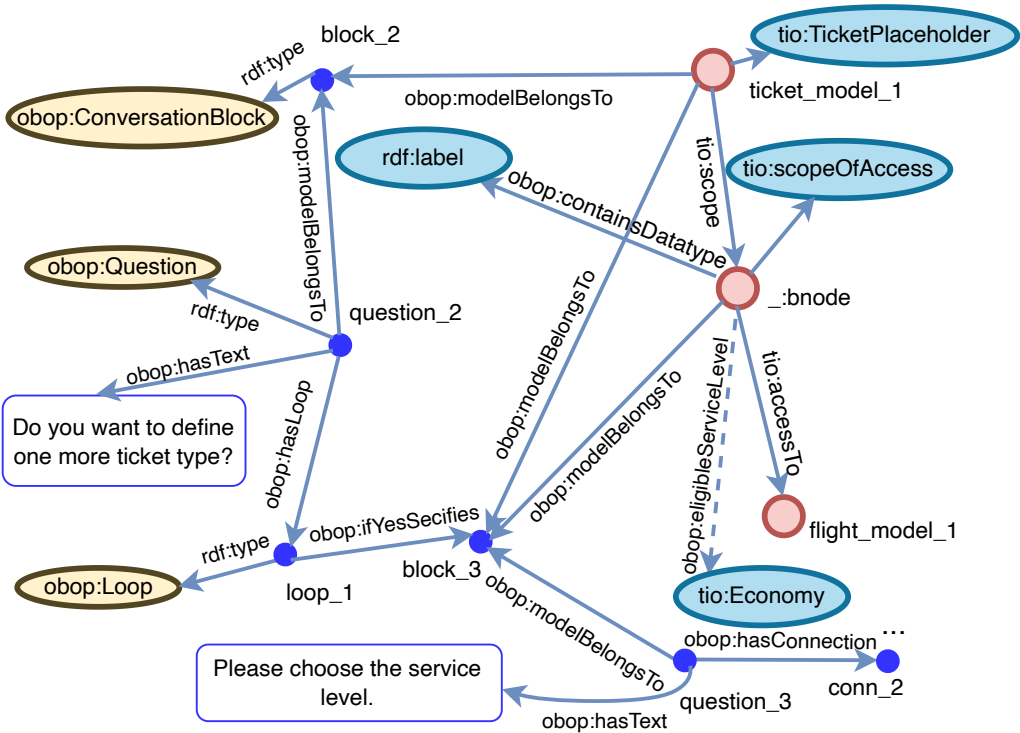 block_2
tio:TicketPlaceholder
rdf:type
obop:modelBelongsTo
ticket_model_1
obop:ConversationBlock
rdf:label
tio:scopeOfAccess
obop:modelBelongsTo
obop:containsDatatype
tio:scope
obop:Question
rdf:type
question_2
_:bnode
obop:hasText
obop:modelBelongsTo
obop:modelBelongsTo
obop:eligibleServiceLevel
tio:accessTo
Do you want to define
one more ticket type?
obop:hasLoop
obop:ifYesSecifies
flight_model_1
rdf:type
obop:Loop
loop_1
block_3
tio:Economy
obop:modelBelongsTo
obop:hasConnection
...
Please choose the service
level.
question_3
conn_2
obop:hasText